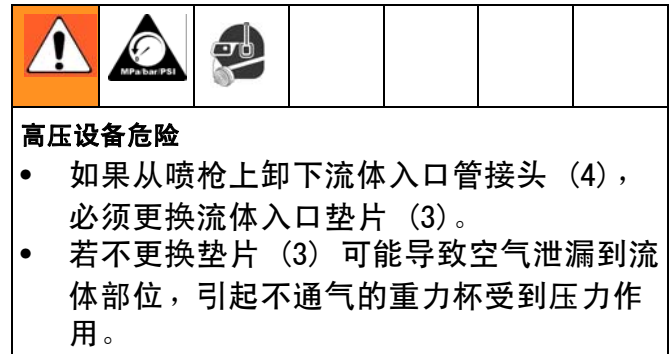 MPa/bar/PSI
高压设备危险
• 如果从喷枪上卸下流体入口管接头 (4)，
必须更换流体入口垫片 (3)。
• 若不更换垫片 (3) 可能导致空气泄漏到流
体部位，引起不通气的重力杯受到压力作
用。